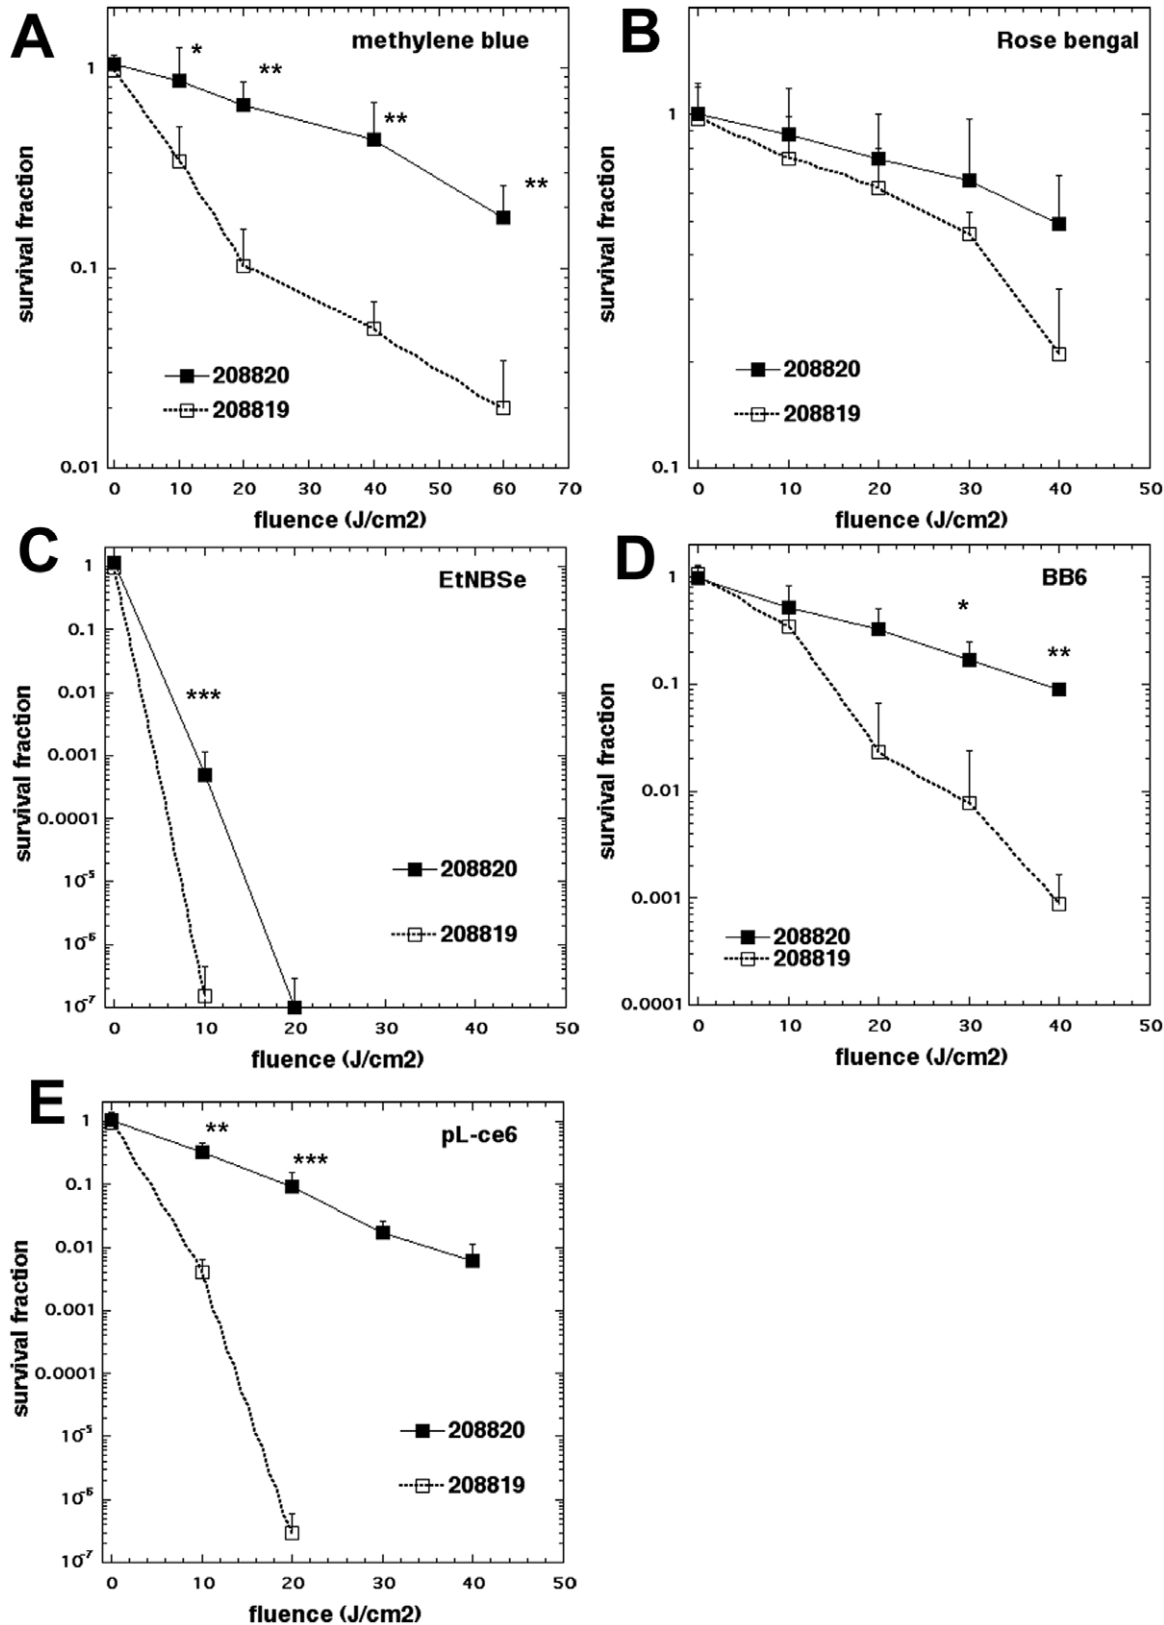 A
methylene blue
survival fraction
1
0.1
0.01
*
**
**
**
208820
208819
0 10 20 30 40 50 60 70
fluence (J/cm2)
B
Rose bengal
survival fraction
1
0.1
208820
208819
0 10 20 30 40 50
fluence (J/cm2)
C
EtNBSe
survival fraction
1
0.1
0.01
0.001
0.0001
10-5
10-6
10-7
***
208820
208819
0 10 20 30 40 50
fluence (J/cm2)
D
BB6
survival fraction
1
0.1
0.01
0.001
0.0001
*
**
208820
208819
0 10 20 30 40 50
fluence (J/cm2)
E
pL-ce6
survival fraction
1
0.1
0.01
0.001
0.0001
10-5
10-6
10-7
**
***
208820
208819
0 10 20 30 40 50
fluence (J/cm2)